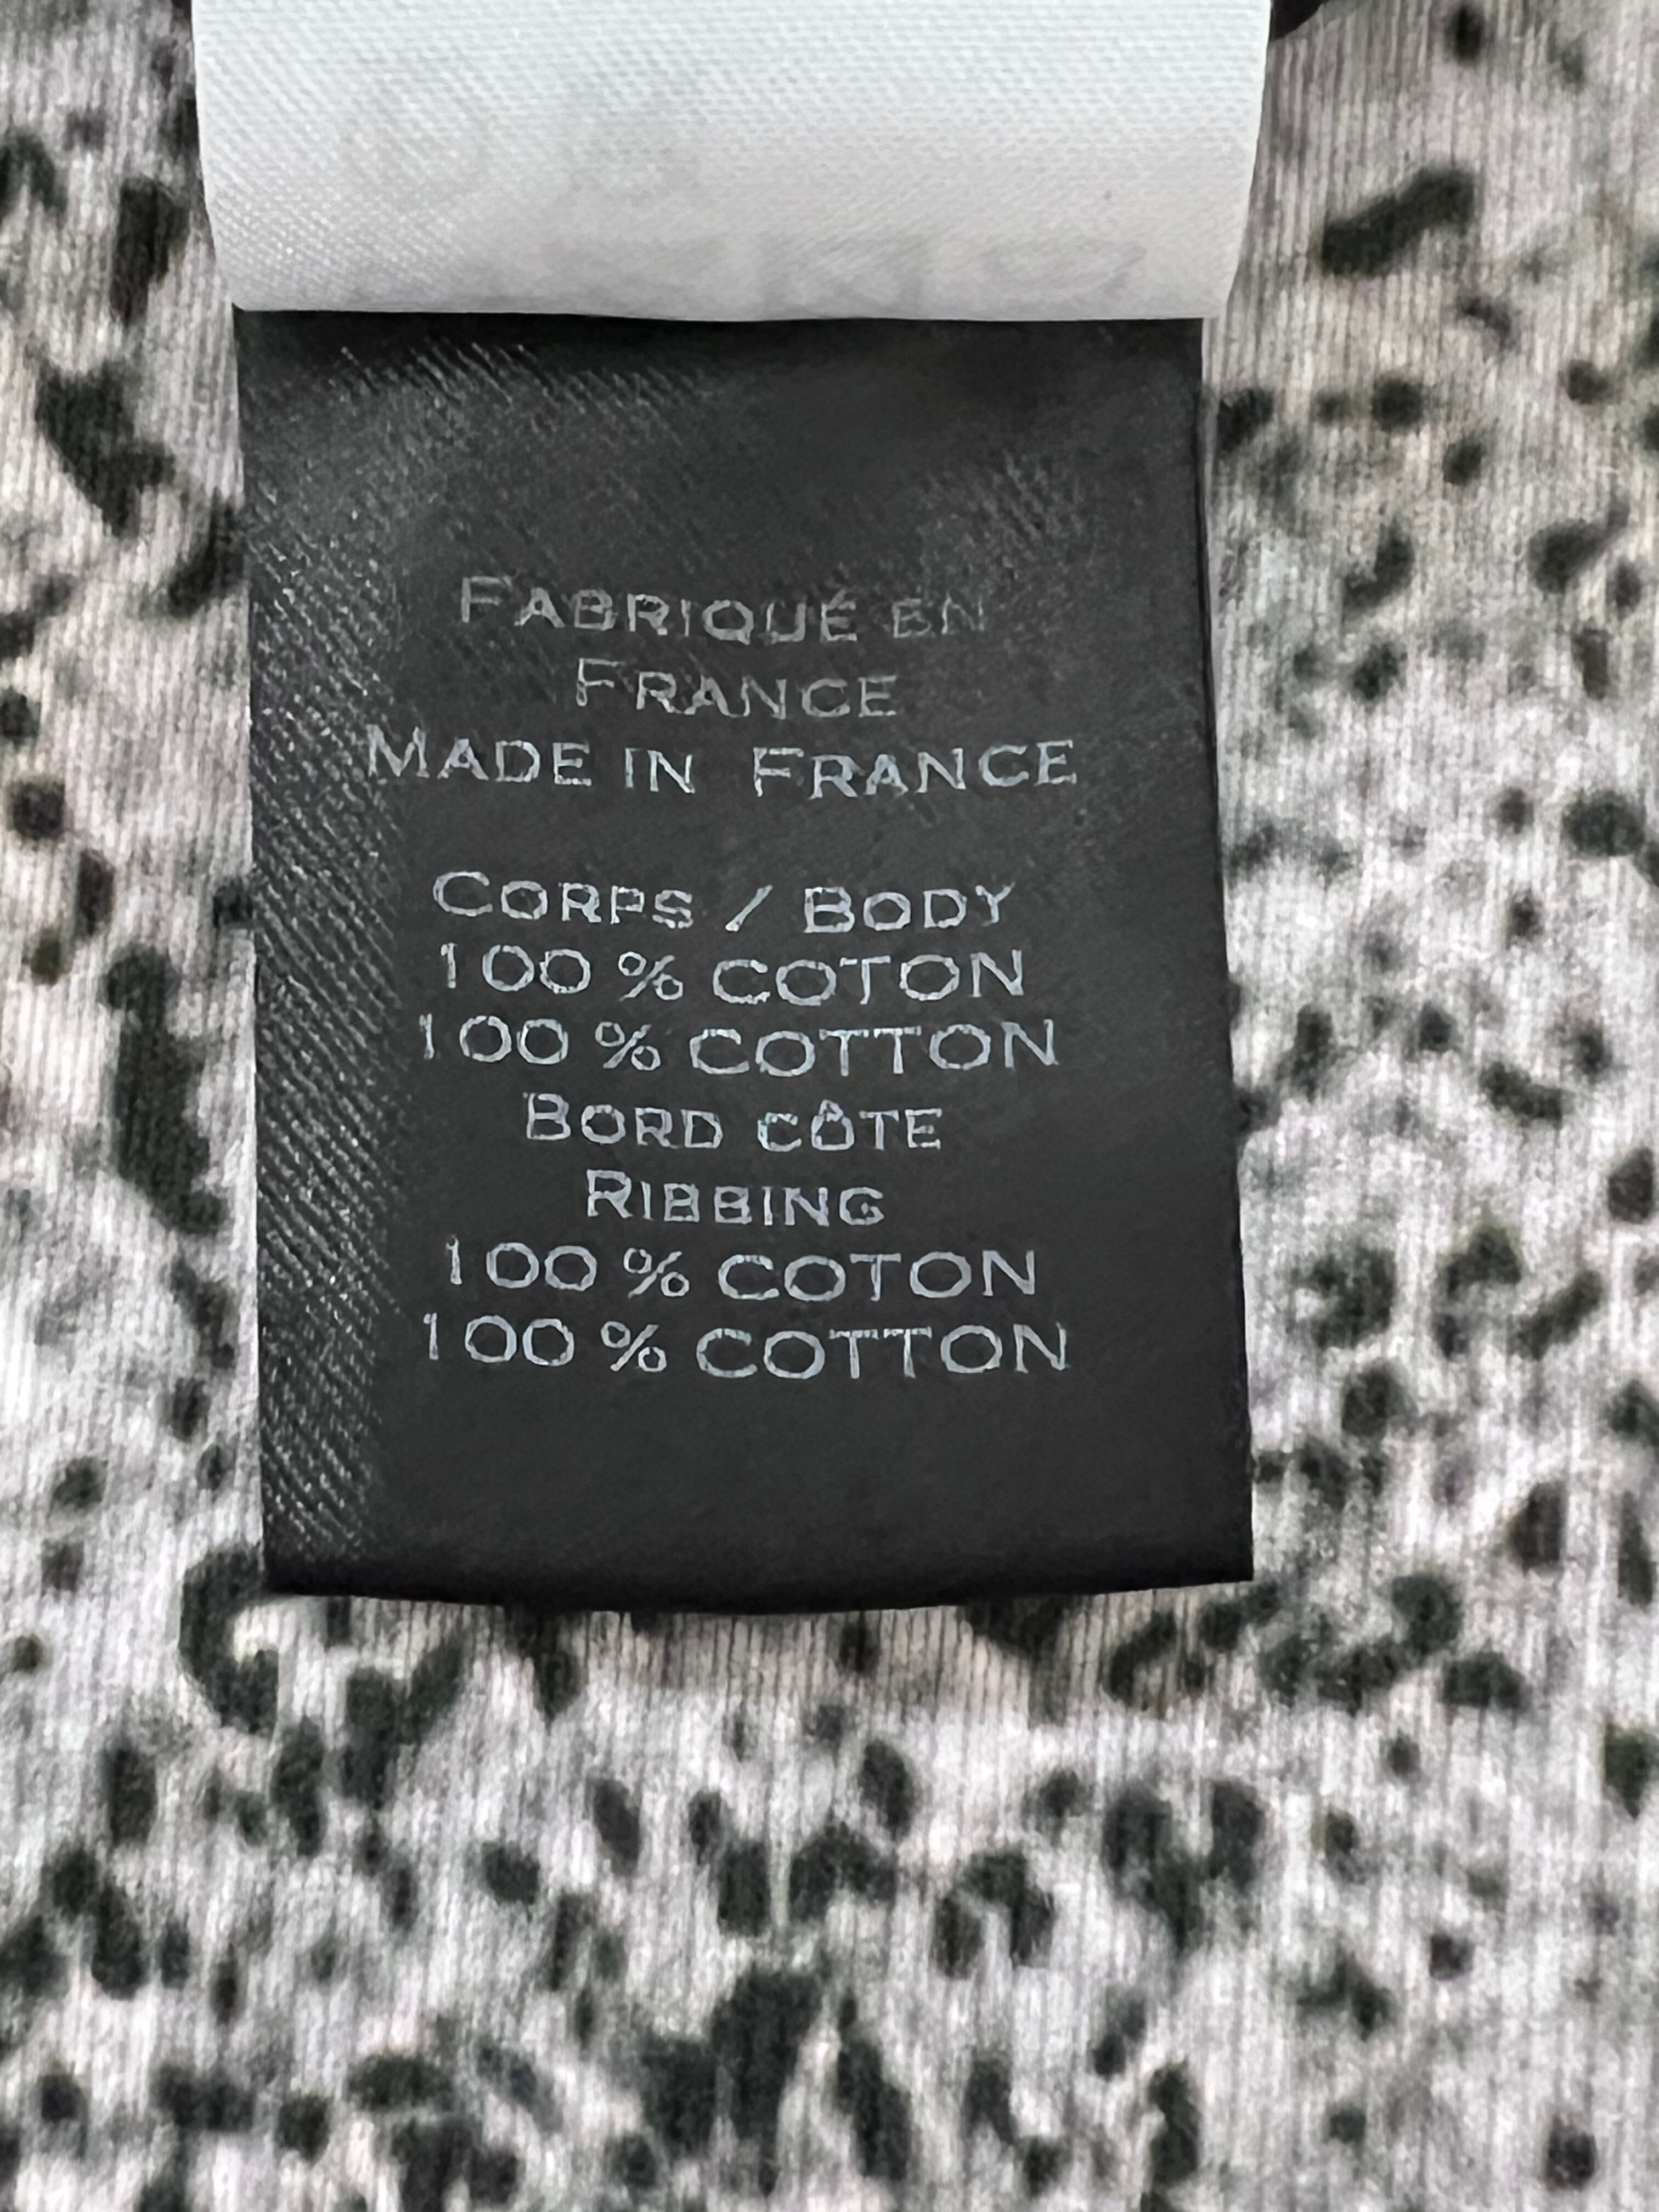 FABRIQUÉ EN
FRANCE
MADE IN FRANCE
CORPS / BODY
100 % COTON
100 % COTTON
BORD CÔTE
RIBBING
100 % COTON
100 % COTTON